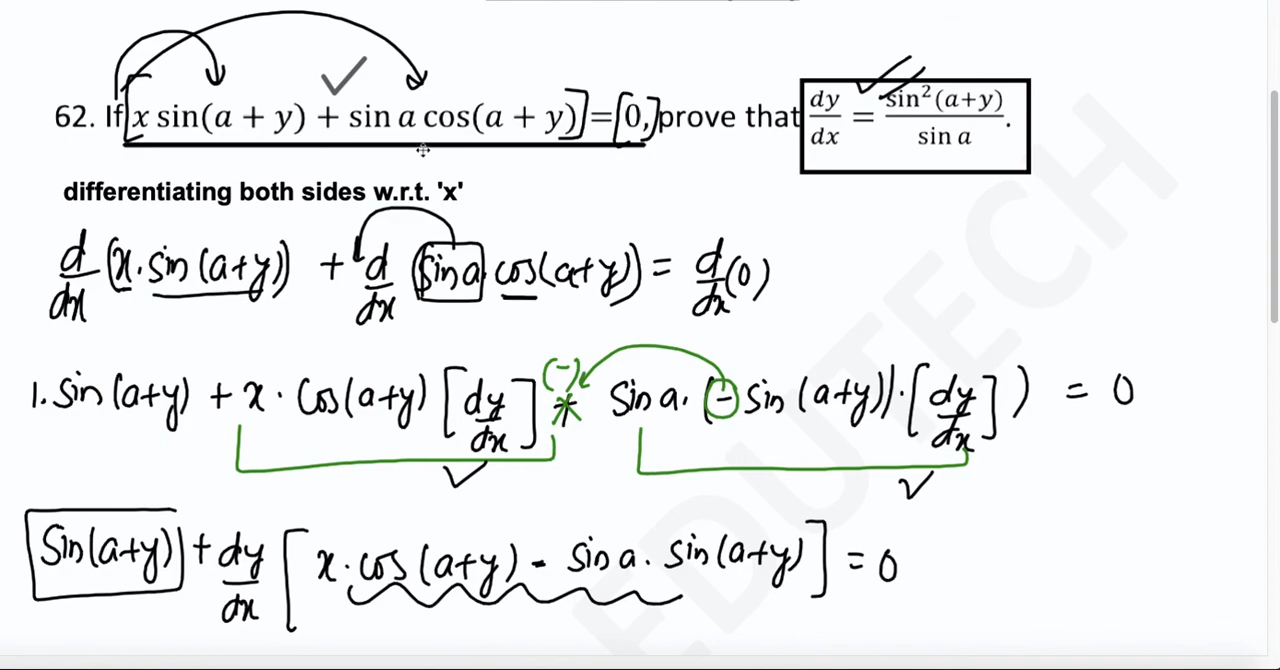 62. If [x sin(a + y) + sin a cos(a + y)] = [0,] prove that dy/dx = sin²(a+y)/sin a.
differentiating both sides w.r.t. 'x'
d/dx (x. sin(a+y)) + d/dx (sin a cos(a+y)) = d/dx (0)
1. sin(a+y) + x · cos(a+y) [dy/dx] (-) * sin a. (- sin(a+y)) · [dy/dx]) = 0
sin(a+y) + dy/dx [x. cos(a+y) - sin a. sin(a+y)] = 0
EDUTECH